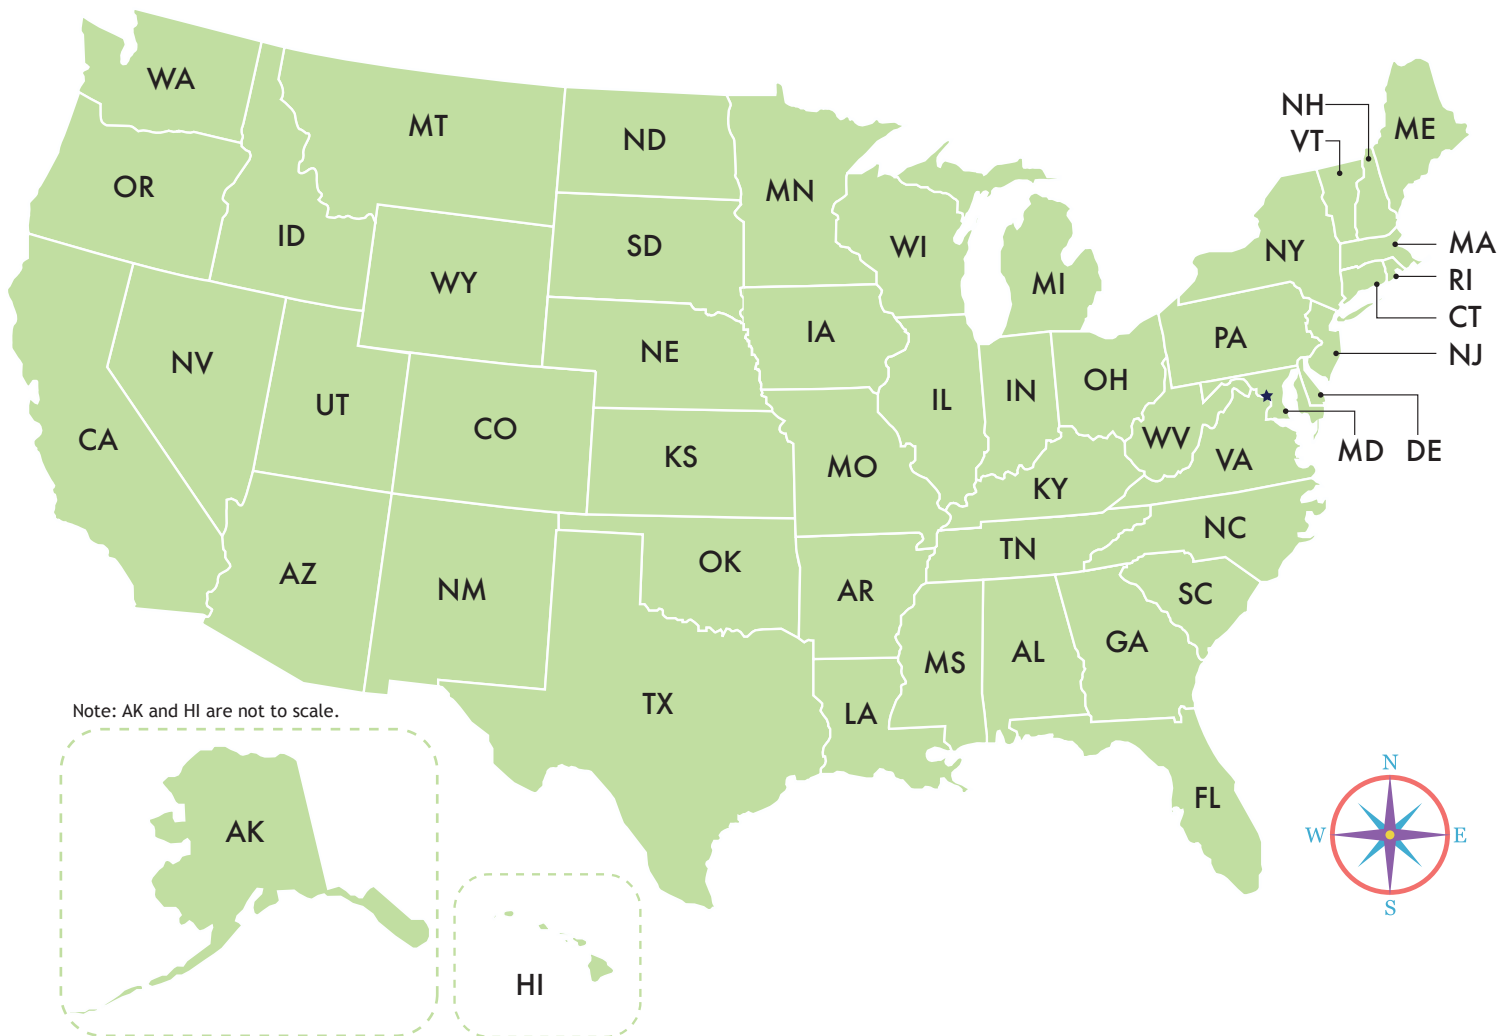 WA
MT
ND
MN
OR
ID
WY
SD
WI
MI
NY
NH
VT
ME
MA
RI
CT
NJ
DE
MD
PA
NV
UT
CO
NE
IA
IL
IN
OH
WV
VA
CA
KS
MO
KY
NC
TN
SC
AZ
NM
OK
AR
MS
AL
GA
TX
LA
FL
Note: AK and HI are not to scale.
AK
HI
N
W
E
S